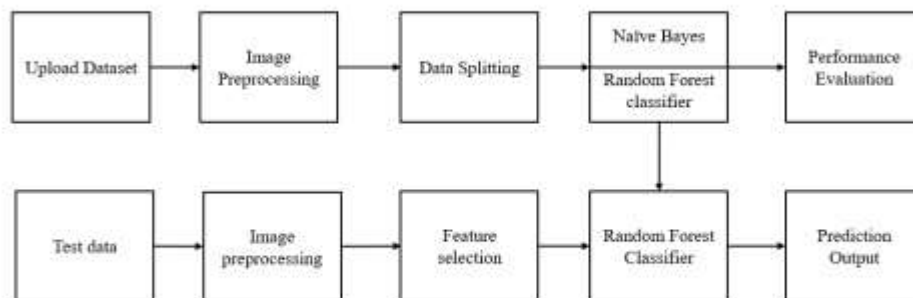 Upload Dataset
Image
Preprocessing
Data Splitting
Naïve Bayes
Random Forest
classifier
Performance
Evaluation
Test data
Image
preprocessing
Feature
selection
Random Forest
Classifier
Prediction
Output